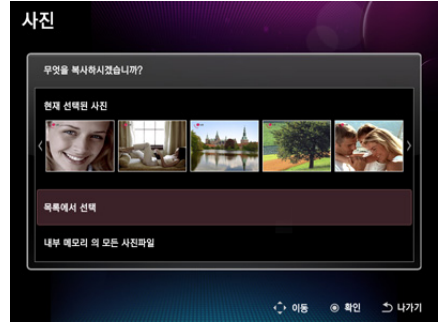 사진
무엇을 복사하시겠습니까?
현재 선택된 사진
목록에서 선택
내부 메모리 의 모든 사진파일
이동 확인 나가기